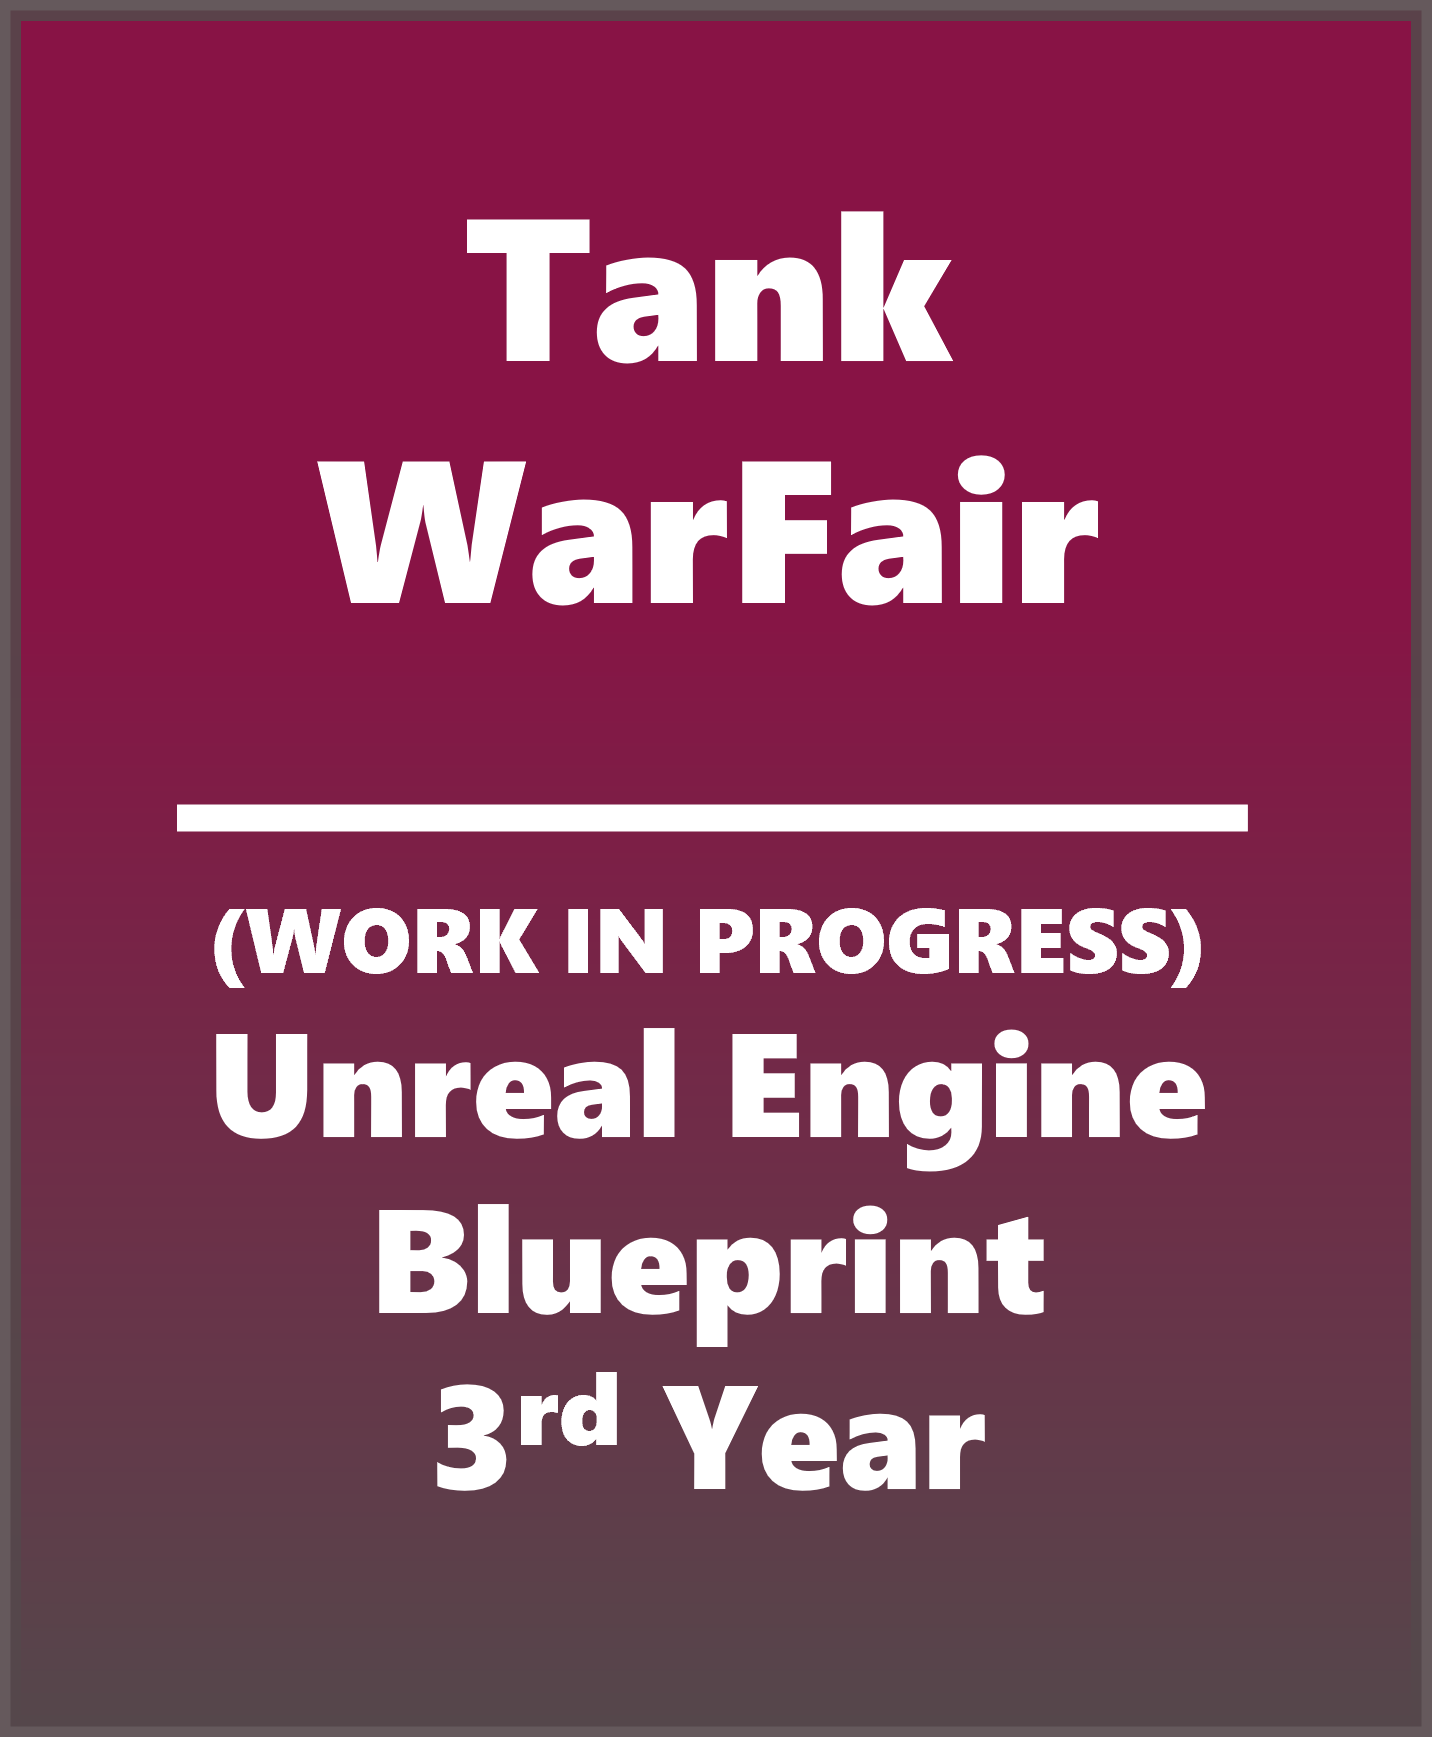 Tank
WarFair
(WORK IN PROGRESS)
Unreal Engine
Blueprint
3rd Year